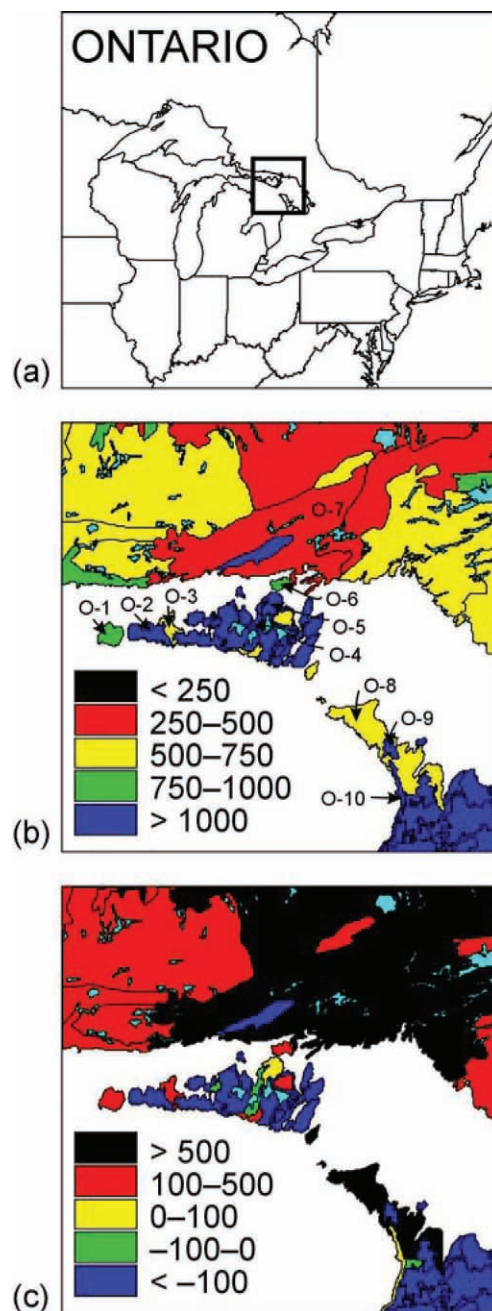 ONTARIO
(a)
O-7
O-1
O-2
O-3
O-6
O-5
O-4
< 250
250–500
500–750
750–1000
> 1000
O-8
O-9
O-10
(b)
> 500
100–500
0–100
–100–0
< –100
(c)